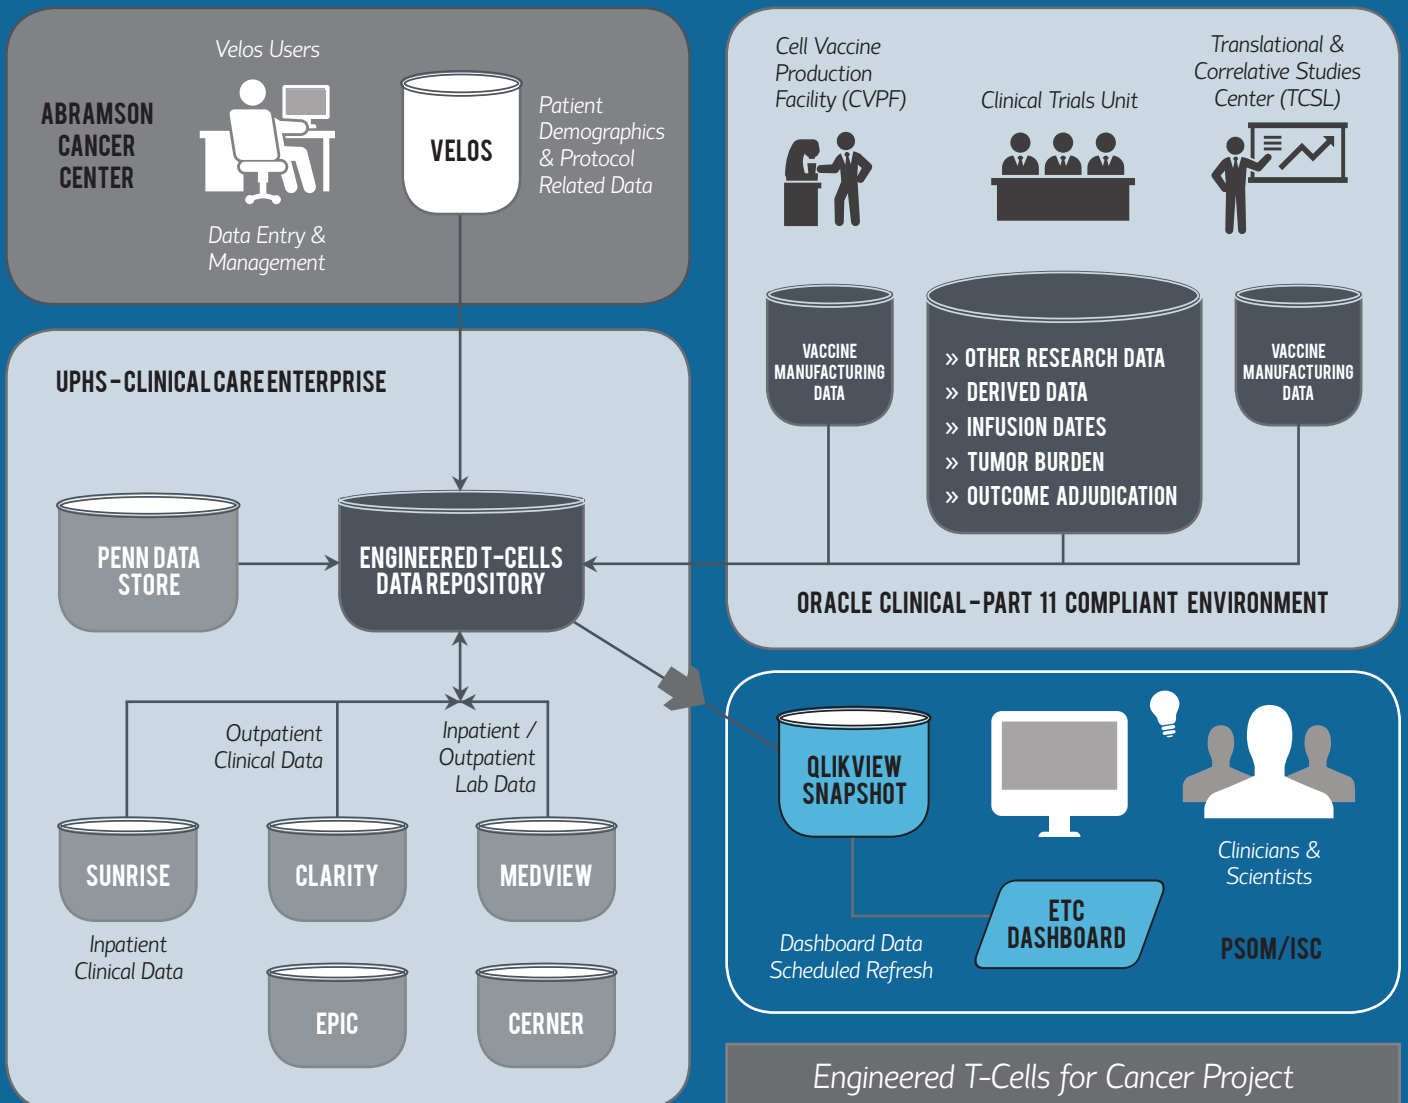 Velos Users
ABRAMSON
CANCER
CENTER
VELOS
Patient
Demographics
& Protocol
Related Data
Data Entry &
Management
Cell Vaccine
Production
Facility (CVPF)
Clinical Trials Unit
Translational &
Correlative Studies
Center (TCSL)
VACCINE
MANUFACTURING
DATA
» OTHER RESEARCH DATA
» DERIVED DATA
» INFUSION DATES
» TUMOR BURDEN
» OUTCOME ADJUDICATION
VACCINE
MANUFACTURING
DATA
ORACLE CLINICAL – PART 11 COMPLIANT ENVIRONMENT
UPHS – CLINICAL CARE ENTERPRISE
PENN DATA
STORE
ENGINEERED T-CELLS
DATA REPOSITORY
Outpatient
Clinical Data
Inpatient /
Outpatient
Lab Data
SUNRISE
CLARITY
MEDVIEW
Inpatient
Clinical Data
EPIC
CERNER
QLIKVIEW
SNAPSHOT
Clinicians &
Scientists
ETC
DASHBOARD
Dashboard Data
Scheduled Refresh
PSOM/ISC
Engineered T-Cells for Cancer Project